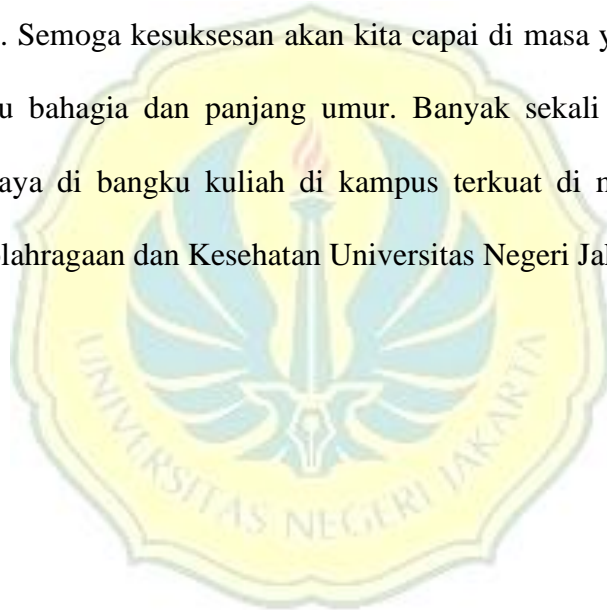 . Semoga kesuksesan akan kita capai di masa y
u bahagia dan panjang umur. Banyak sekali
aya di bangku kuliah di kampus terkuat di m
lahragaan dan Kesehatan Universitas Negeri Jak
UNIVERSITAS NEGERI JAKARTA